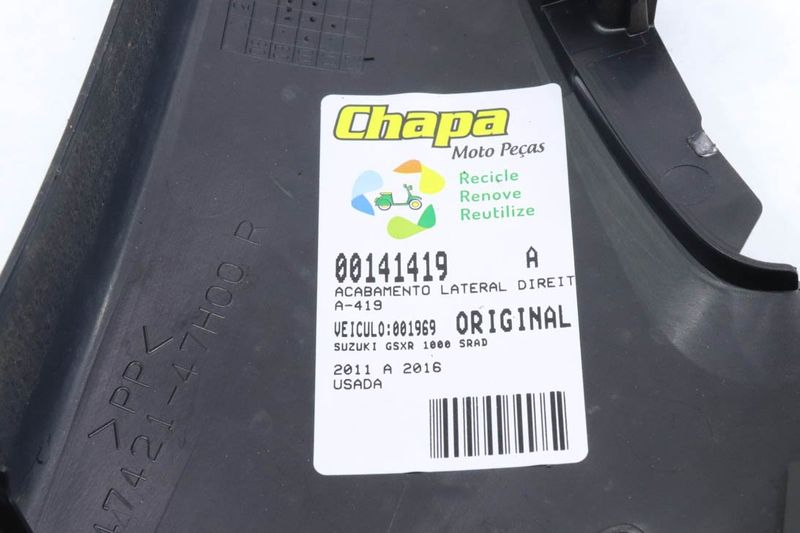 Chapa
Moto Peças
Recicle
Renove
Reutilize
00141419 A
ACABAMENTO LATERAL DIREIT
A-419
VEICULO:001969 ORIGINAL
SUZUKI GSXR 1000 SRAD
2011 A 2016
USADA
>PP<
47421-47H00 R